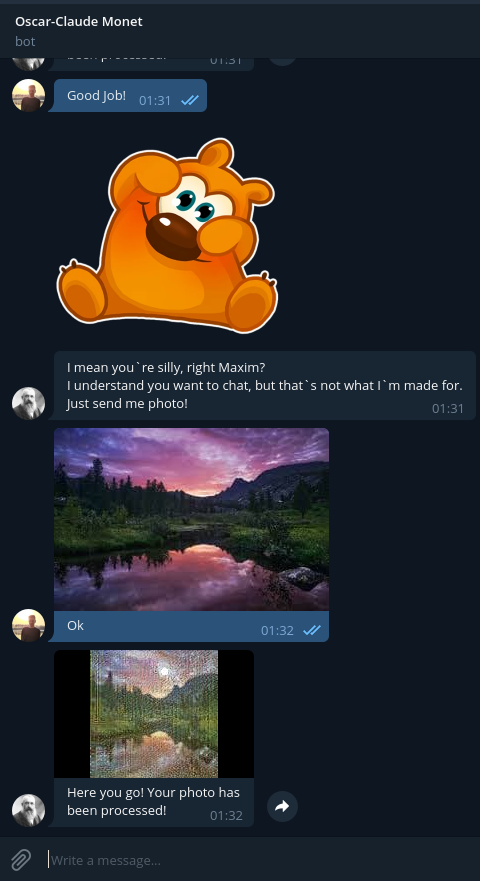 Oscar-Claude Monet
bot
been processed!
01:31
Good Job! 01:31
I mean you`re silly, right Maxim?
I understand you want to chat, but that`s not what I`m made for.
Just send me photo!
01:31
Ok
01:32
Here you go! Your photo has
been processed!
01:32
Write a message...